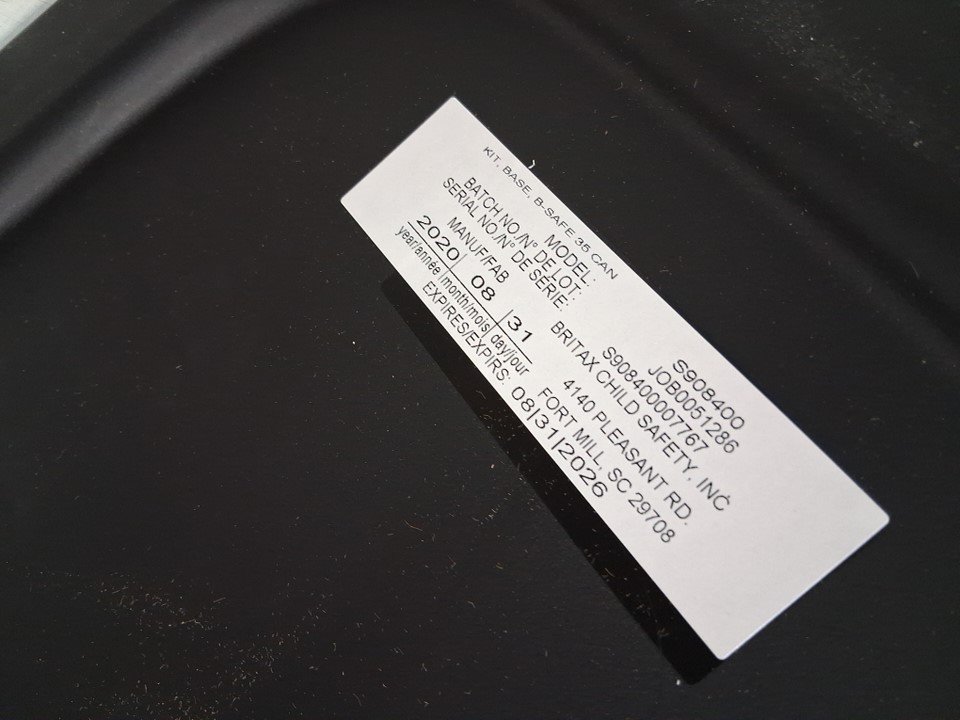 KIT, BASE, B-SAFE 35 CAN
MODEL: S908400
BATCH NO./N° DE LOT: JOB0051286
SERIAL NO./N° DE SÉRIE: S908400007767
MANUF/FAB BRITAX CHILD SAFETY, INC
2020| 08 |31 4140 PLEASANT RD.
year/année |month/mois| day/jour FORT MILL, SC 29708
EXPIRES/EXPIRS: 08|31|2026